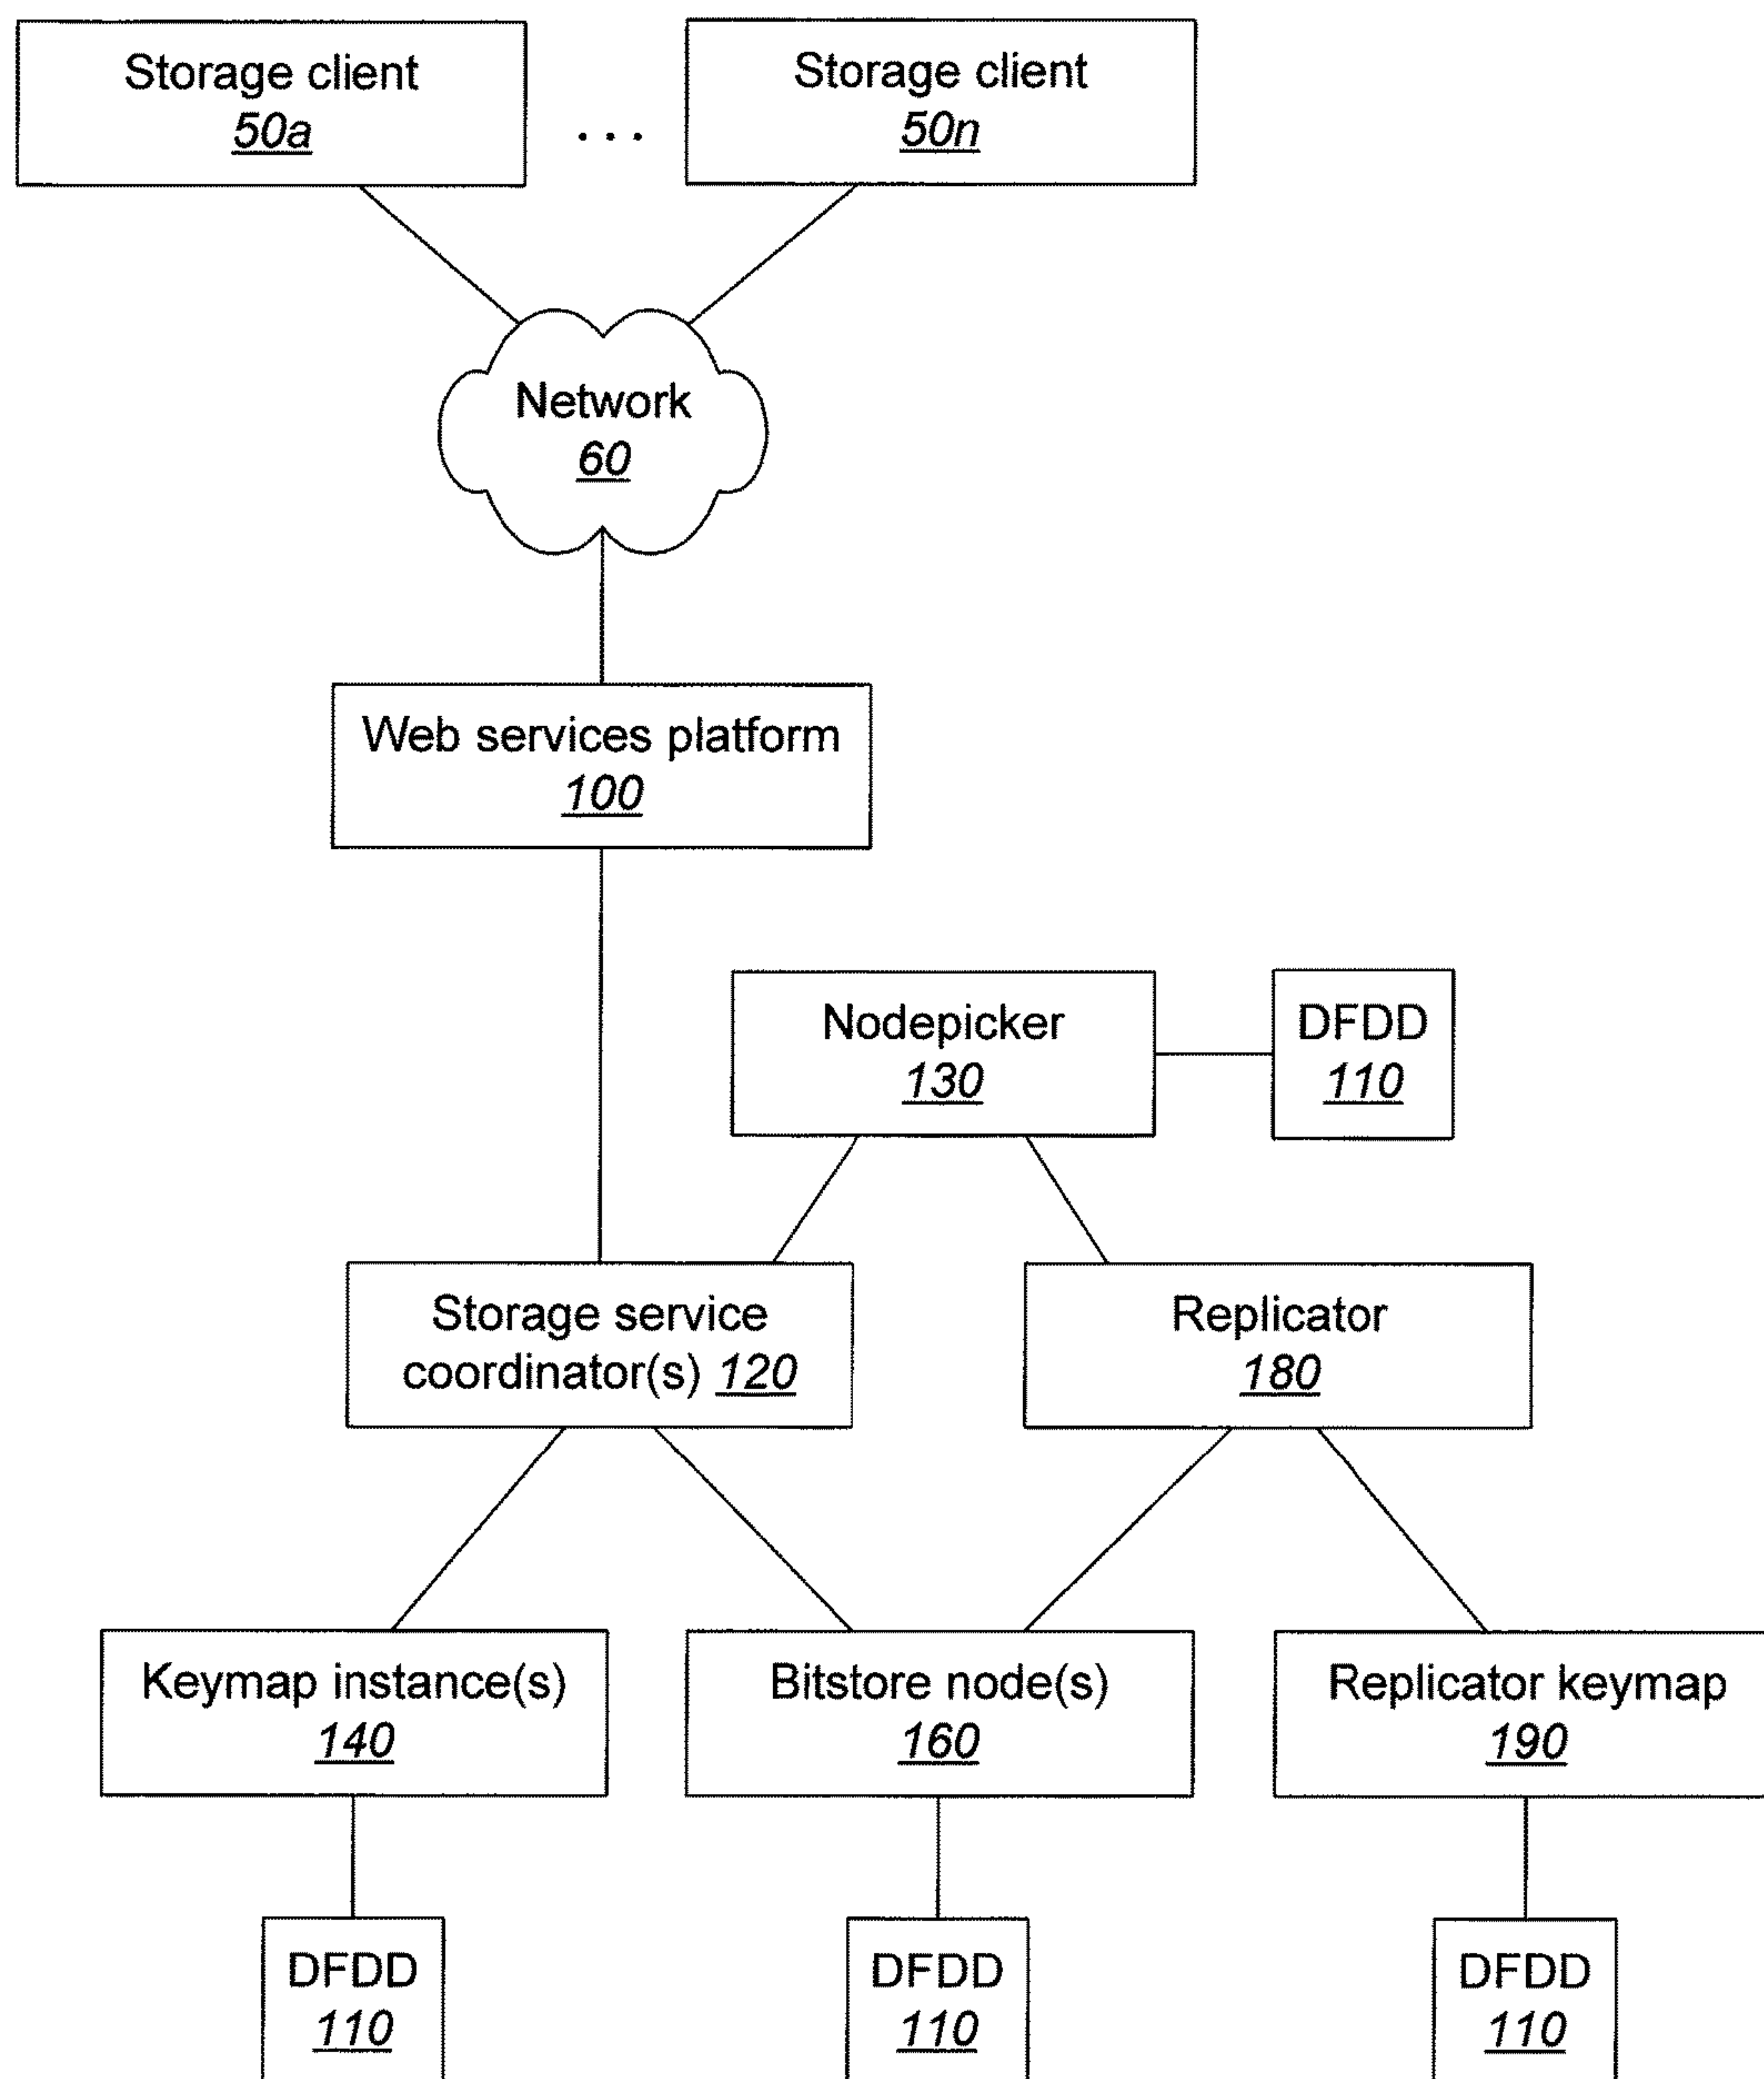 Storage client
50a
. . .
Storage client
50n
Network
60
Web services platform
100
Nodepicker
130
DFDD
110
Storage service
coordinator(s) 120
Replicator
180
Keymap instance(s)
140
Bitstore node(s)
160
Replicator keymap
190
DFDD
110
DFDD
110
DFDD
110